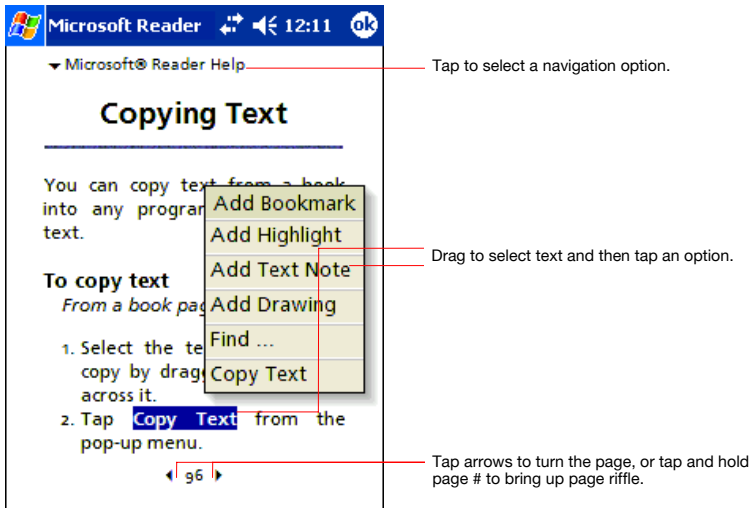 Microsoft Reader 12:11 ok
Microsoft® Reader Help
Tap to select a navigation option.
Copying Text
You can copy text from a book
into any program
text.
Add Bookmark
Add Highlight
Add Text Note
Add Drawing
Find ...
Copy Text
Drag to select text and then tap an option.
To copy text
From a book pag
1. Select the te
copy by dragg
across it.
2. Tap Copy Text from the
pop-up menu.
96
Tap arrows to turn the page, or tap and hold
page # to bring up page riffle.